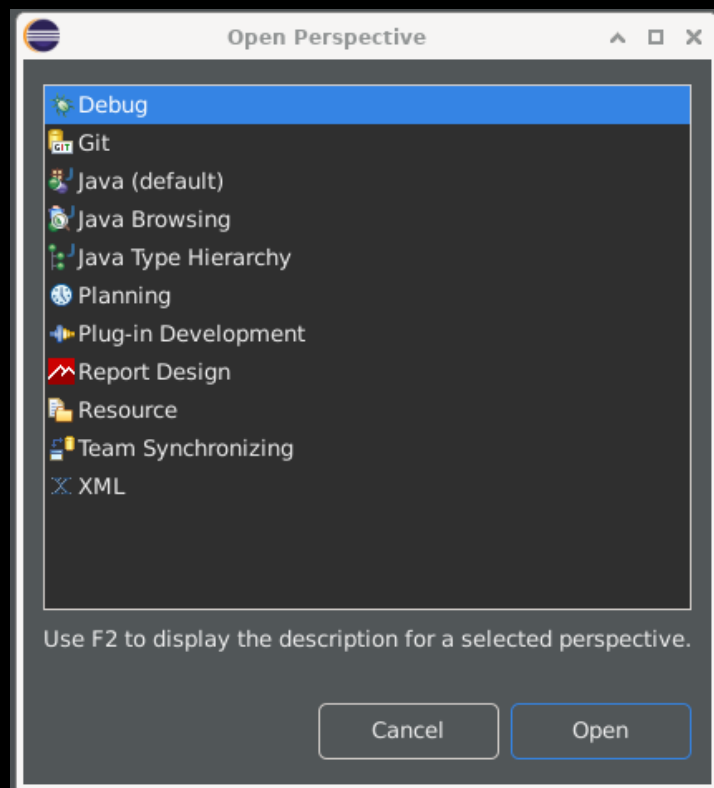 Open Perspective
Debug
GIT Git
Java (default)
Java Browsing
Java Type Hierarchy
Planning
Plug-in Development
Report Design
Resource
Team Synchronizing
XML
Use F2 to display the description for a selected perspective.
Cancel Open